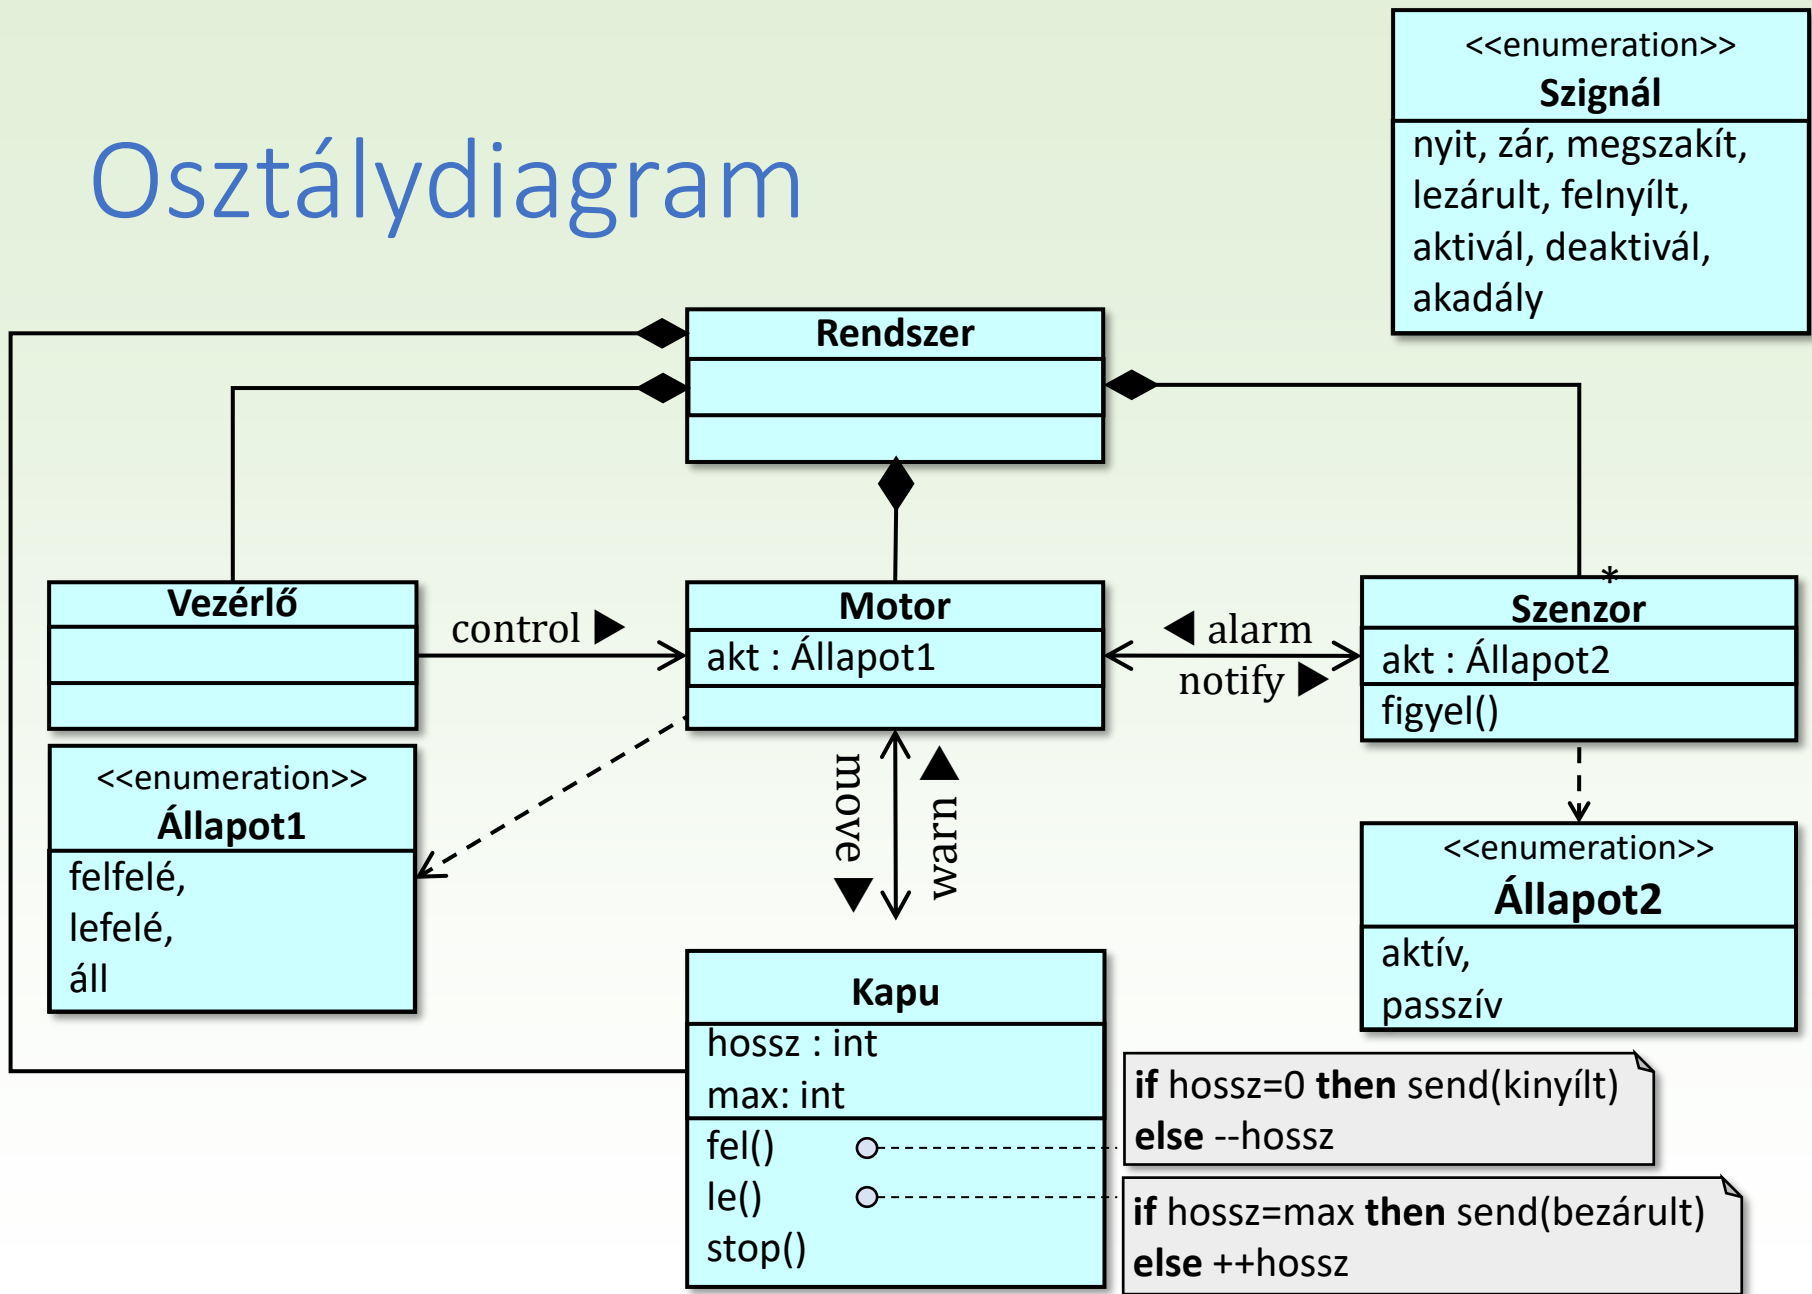 Osztálydiagram
<<enumeration>>
Szignál
nyit, zár, megszakít,
lezárult, felnyílt,
aktivál, deaktivál,
akadály
Rendszer
Vezérlő
control ▶
Motor
akt : Állapot1
◀ alarm
notify ▶
*
Szenzor
akt : Állapot2
figyel()
<<enumeration>>
Állapot1
felfelé,
lefelé,
áll
move ▶
warn ▶
<<enumeration>>
Állapot2
aktív,
passzív
Kapu
hossz : int
max: int
fel()
le()
stop()
if hossz=0 then send(kinyílt)
else --hossz
if hossz=max then send(bezárult)
else ++hossz